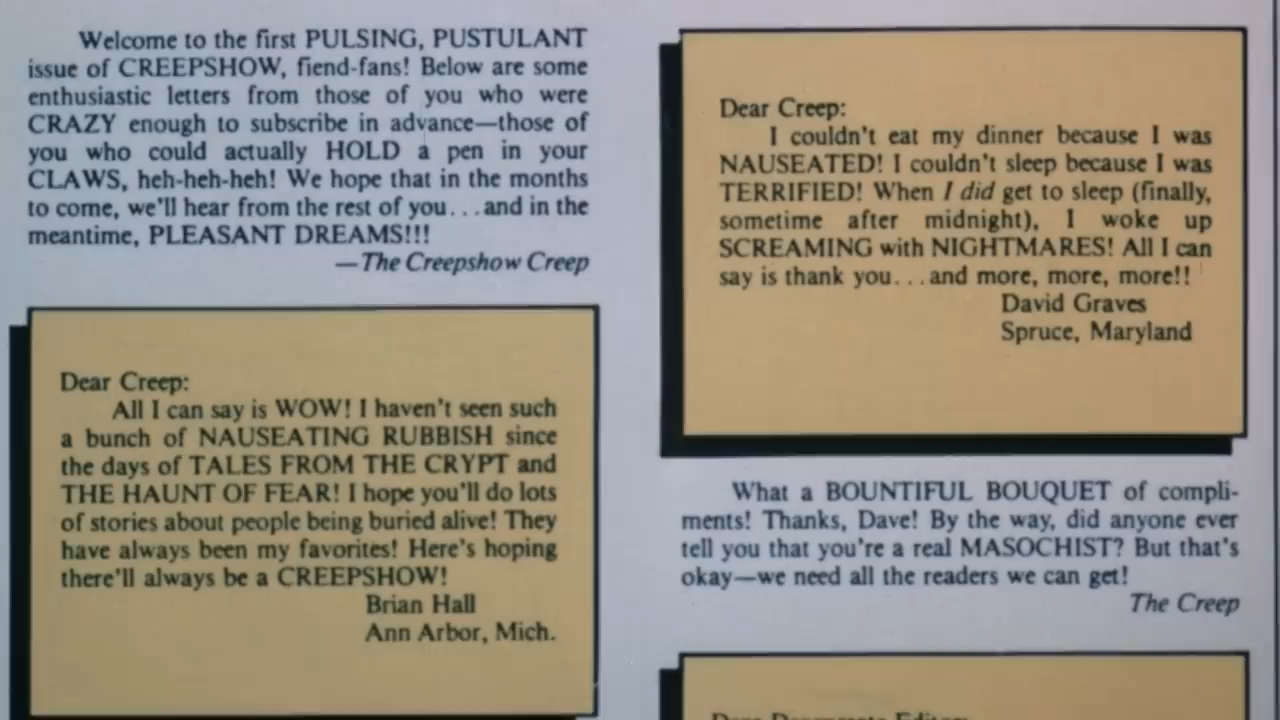 Welcome to the first PULSING, PUSTULANT
issue of CREEPSHOW, fiend-fans! Below are some
enthusiastic letters from those of you who were
CRAZY enough to subscribe in advance—those of
you who could actually HOLD a pen in your
CLAWS, heh-heh-heh! We hope that in the months
to come, we'll hear from the rest of you...and in the
meantime, PLEASANT DREAMS!!!
—The Creepshow Creep
Dear Creep:
All I can say is WOW! I haven't seen such
a bunch of NAUSEATING RUBBISH since
the days of TALES FROM THE CRYPT and
THE HAUNT OF FEAR! I hope you'll do lots
of stories about people being buried alive! They
have always been my favorites! Here's hoping
there'll always be a CREEPSHOW!
Brian Hall
Ann Arbor, Mich.
Dear Creep:
I couldn't eat my dinner because I was
NAUSEATED! I couldn't sleep because I was
TERRIFIED! When I did get to sleep (finally,
sometime after midnight), I woke up
SCREAMING with NIGHTMARES! All I can
say is thank you...and more, more, more!!
David Graves
Spruce, Maryland
What a BOUNTIFUL BOUQUET of compli-
ments! Thanks, Dave! By the way, did anyone ever
tell you that you're a real MASOCHIST? But that's
okay—we need all the readers we can get!
The Creep